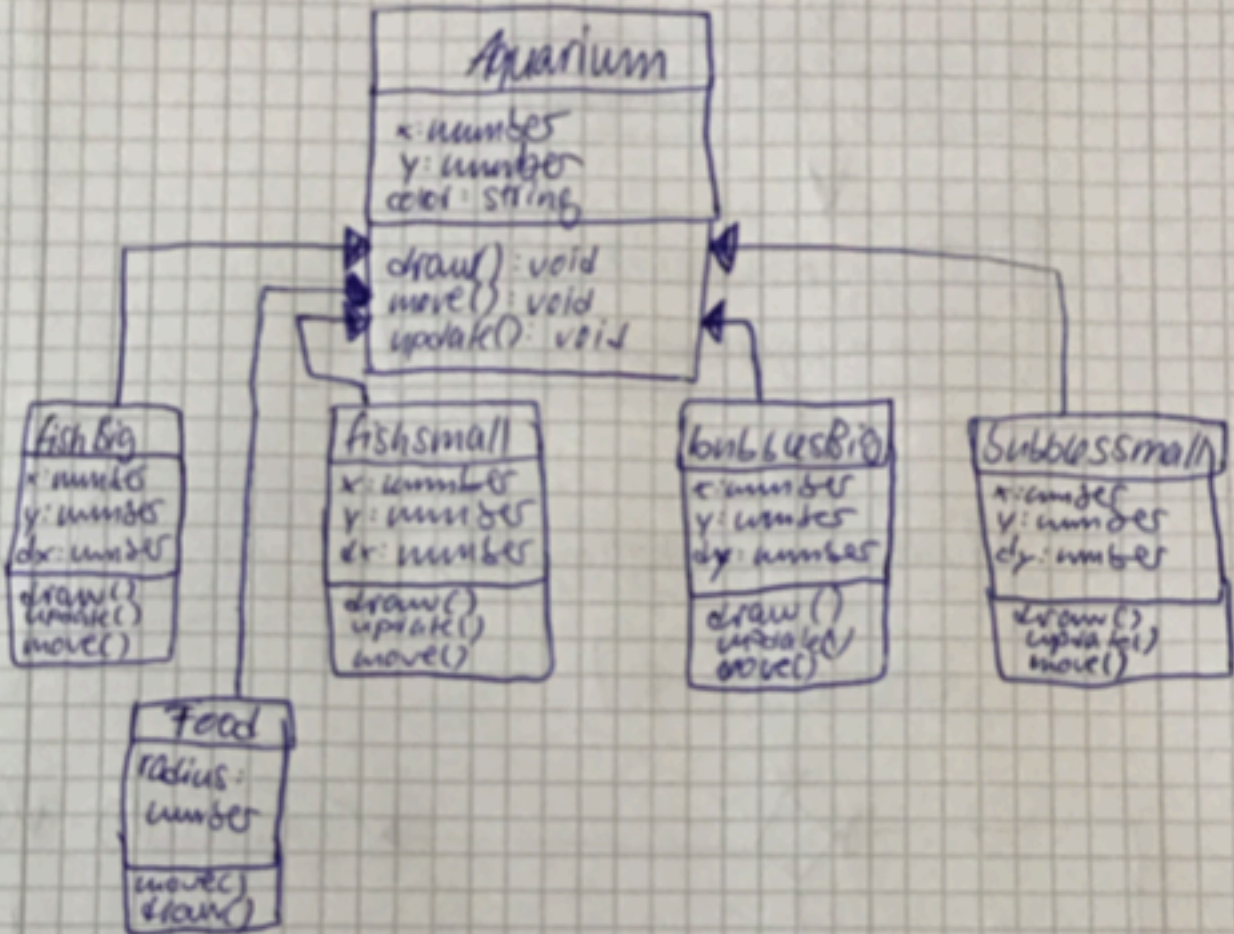 Aquarium
x: number
y: number
color: string
draw(): void
move(): void
update(): void
fishBig
x: number
y: number
dx: number
draw()
update()
move()
fishsmall
x: number
y: number
dx: number
draw()
update()
move()
bubblesBig
x: number
y: number
dy: number
draw()
update()
move()
bubblessmall
x: number
y: number
dy: number
draw()
update()
move()
Food
radius:
number
move()
draw()